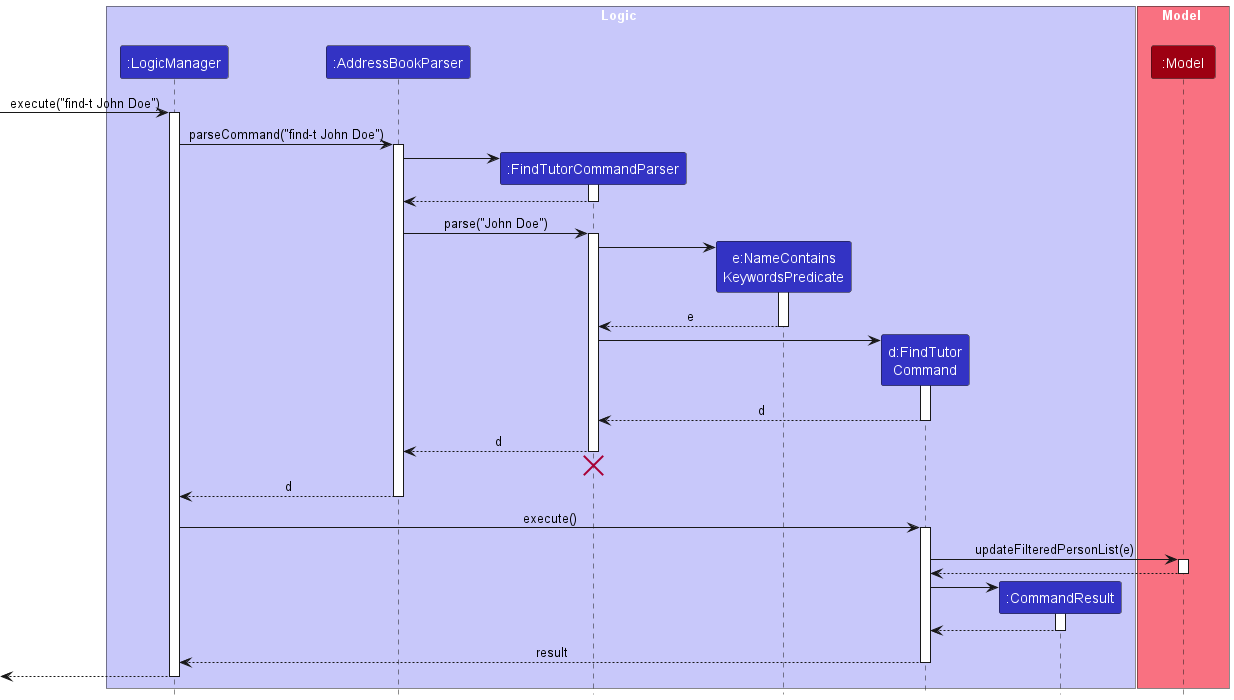 Logic
Model
:LogicManager
:AddressBookParser
:Model
execute("find-t John Doe")
parseCommand("find-t John Doe")
:FindTutorCommandParser
parse("John Doe")
e:NameContains
KeywordsPredicate
e
d:FindTutor
Command
d
d
d
execute()
updateFilteredPersonList(e)
:CommandResult
result